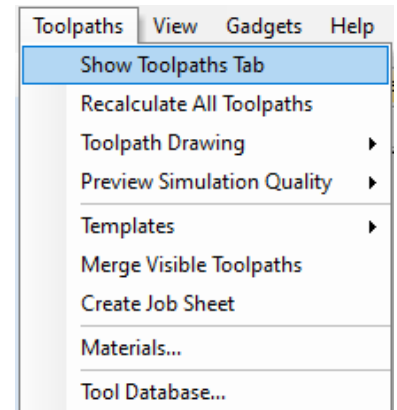 Toolpaths View Gadgets Help
Show Toolpaths Tab
Recalculate All Toolpaths
Toolpath Drawing
Preview Simulation Quality
Templates
Merge Visible Toolpaths
Create Job Sheet
Materials...
Tool Database...